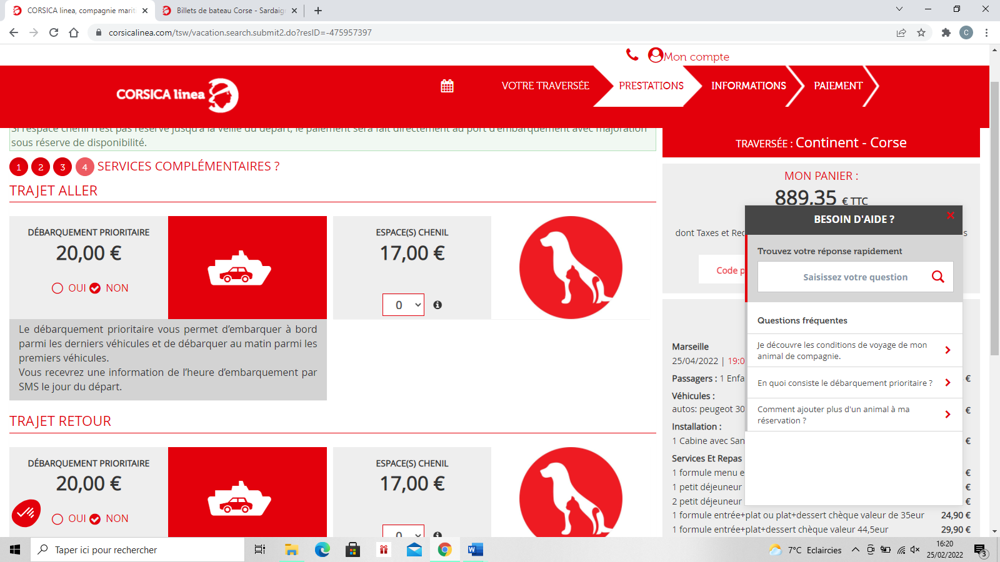 CORSICA linea, compagnie marit
Billets de bateau Corse - Sardaig
corsicalinea.com/tsw/vacation.search.submit2.do?resID=-475957397
C
Mon compte
CORSICA linea
VOTRE TRAVERSÉE
PRESTATIONS
INFORMATIONS
PAIEMENT
Si l'espace chenil n'est pas réservé jusqu'à la veille du départ, le paiement sera fait directement au port d'embarquement avec majoration
sous réserve de disponibilité.
1 2 3 4 SERVICES COMPLÉMENTAIRES ?
TRAJET ALLER
DÉBARQUEMENT PRIORITAIRE
20,00 €
OUI NON
ESPACE(S) CHENIL
17,00 €
0
Le débarquement prioritaire vous permet d’embarquer à bord
parmi les derniers véhicules et de débarquer au matin parmi les
premiers véhicules.
Vous recevrez une information de l’heure d’embarquement par
SMS le jour du départ.
TRAJET RETOUR
DÉBARQUEMENT PRIORITAIRE
20,00 €
OUI NON
ESPACE(S) CHENIL
17,00 €
0
TRAVERSÉE : Continent - Corse
MON PANIER :
889,35 € TTC
dont Taxes et Rec
s
Code p
Marseille
25/04/2022 | 19:0
Passagers : 1 Enfa
€
Véhicules :
autos: peugeot 30
€
Installation :
1 Cabine avec San
€
Services Et Repas
1 formule menu e
€
1 petit déjeuneur
€
2 petit déjeuneur
€
1 formule entrée+plat ou plat+dessert chèque valeur de 35eur 24,90 €
1 formule entrée+plat+dessert chèque valeur 44,5eur 29,90 €
BESOIN D'AIDE ?
Trouvez votre réponse rapidement
Saisissez votre question
Questions fréquentes
Je découvre les conditions de voyage de mon
animal de compagnie.
En quoi consiste le débarquement prioritaire ?
Comment ajouter plus d'un animal à ma
réservation ?
Taper ici pour rechercher
7°C Eclaircies
16:20
25/02/2022
3